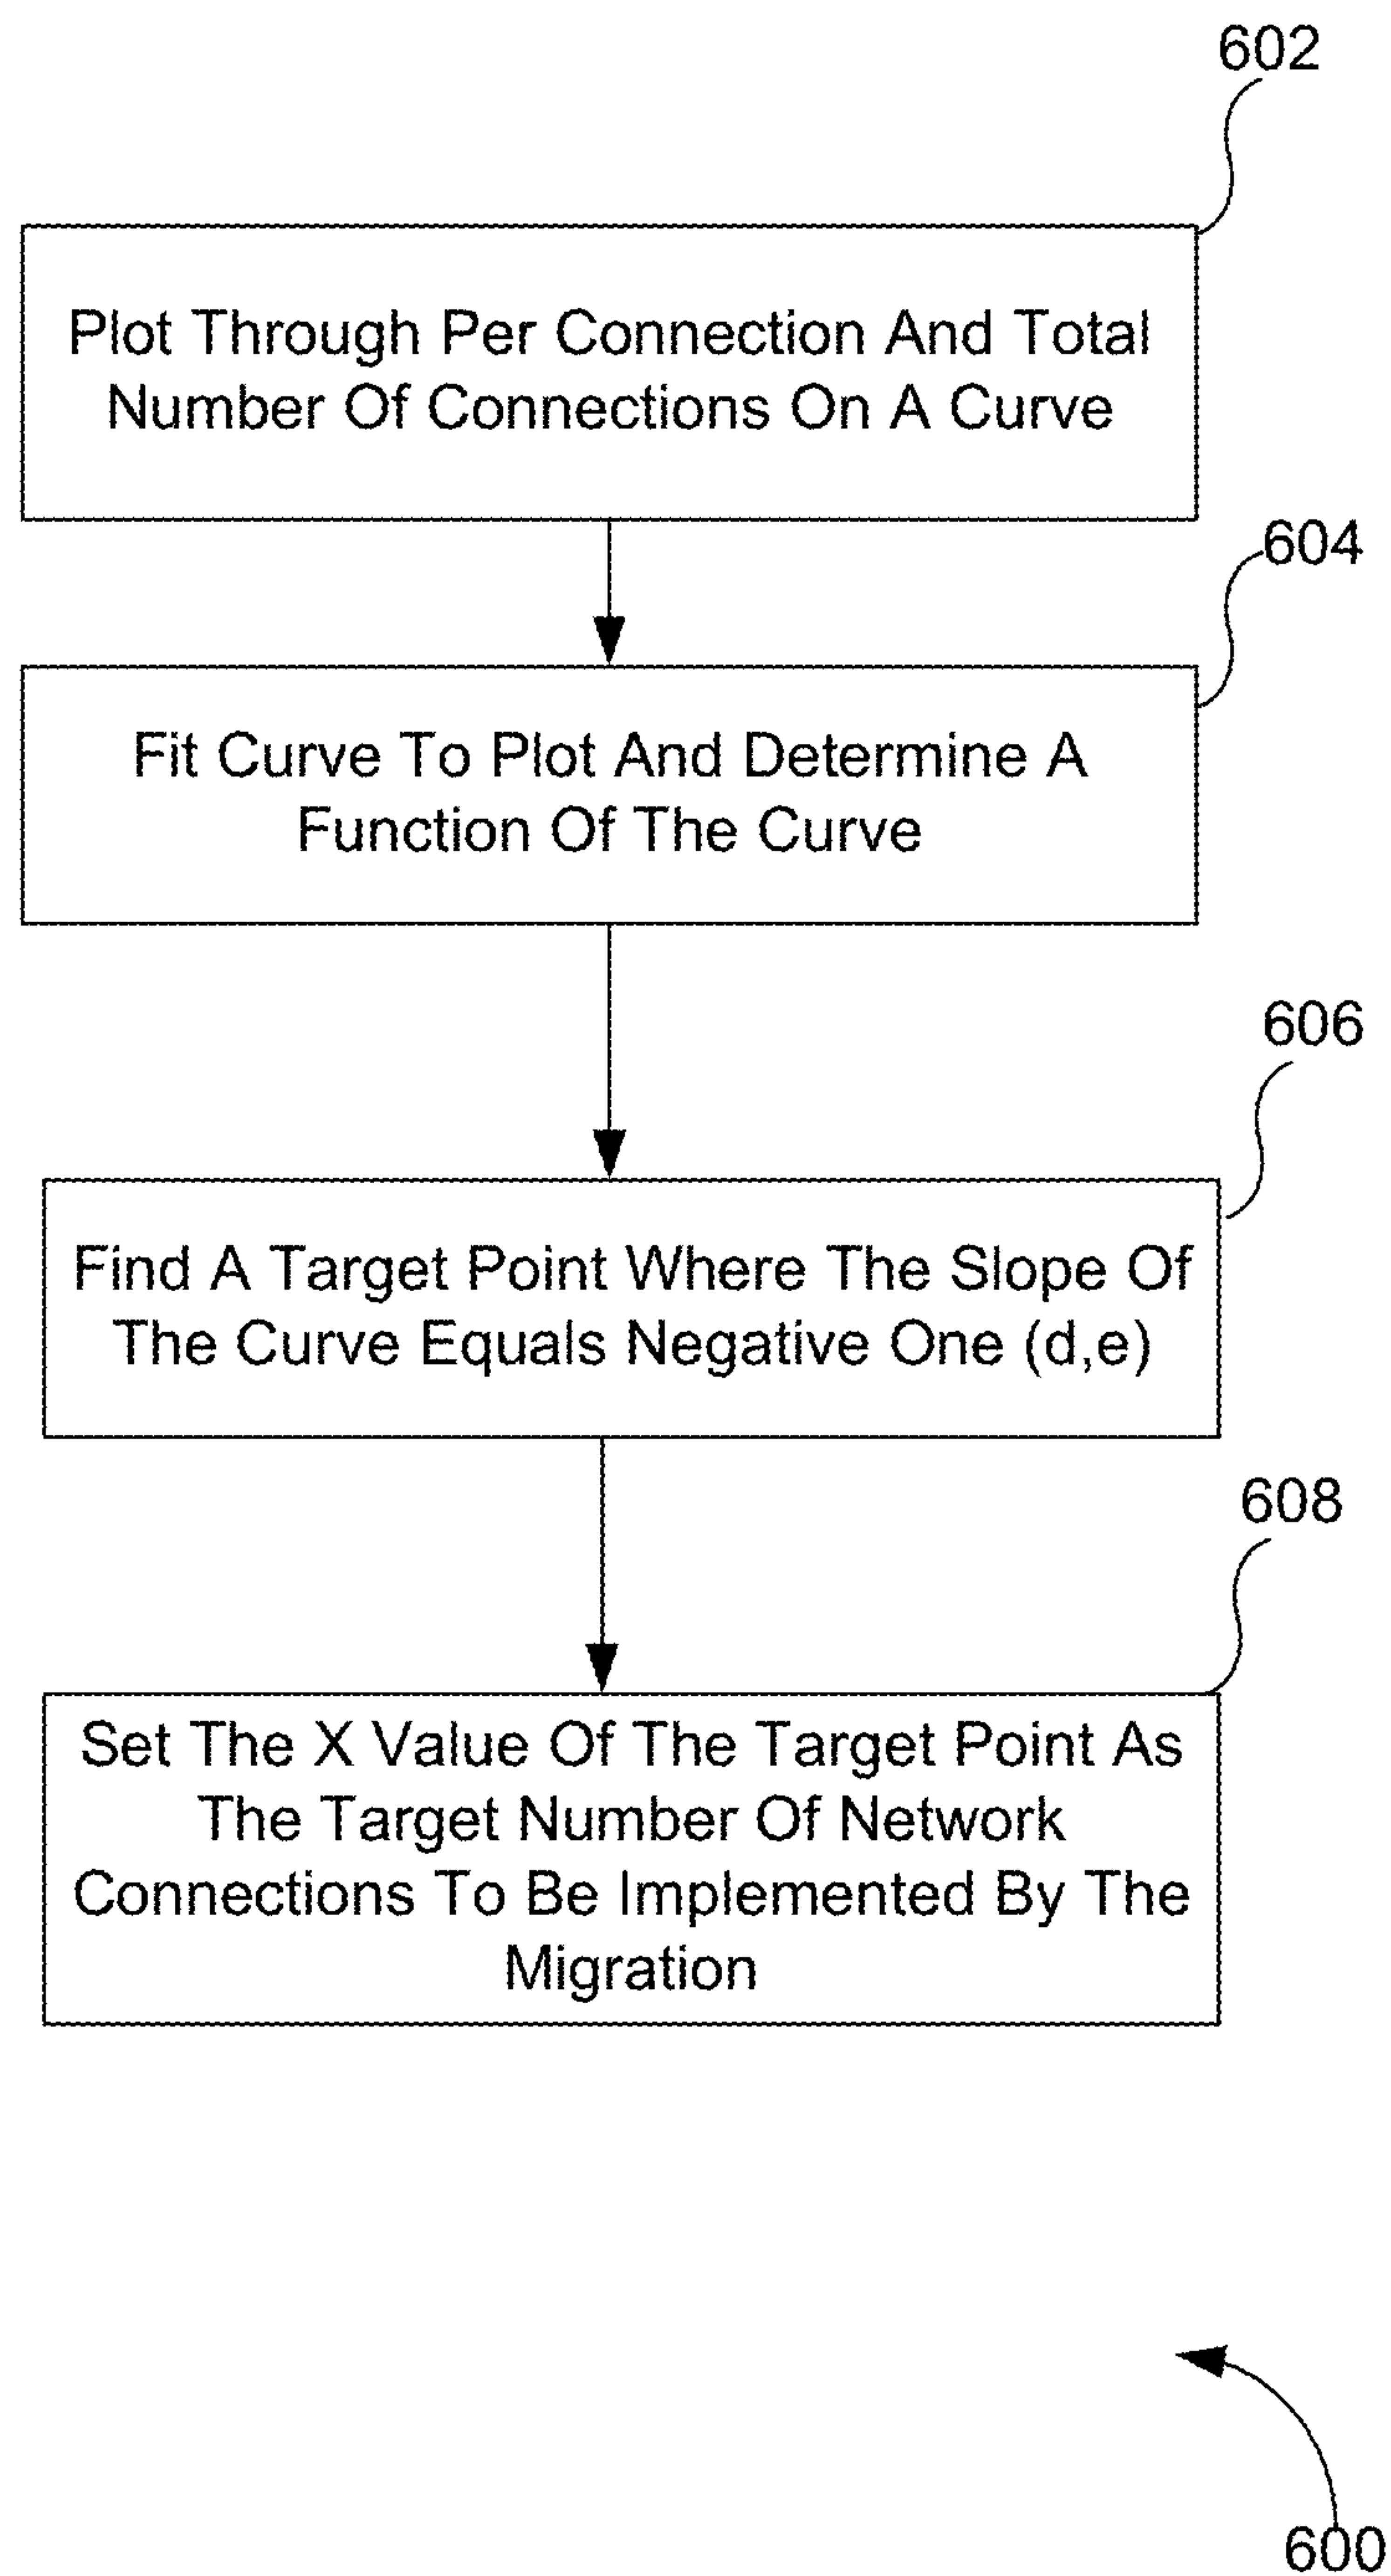 602
Plot Through Per Connection And Total
Number Of Connections On A Curve
604
Fit Curve To Plot And Determine A
Function Of The Curve
606
Find A Target Point Where The Slope Of
The Curve Equals Negative One (d,e)
608
Set The X Value Of The Target Point As
The Target Number Of Network
Connections To Be Implemented By The
Migration
600